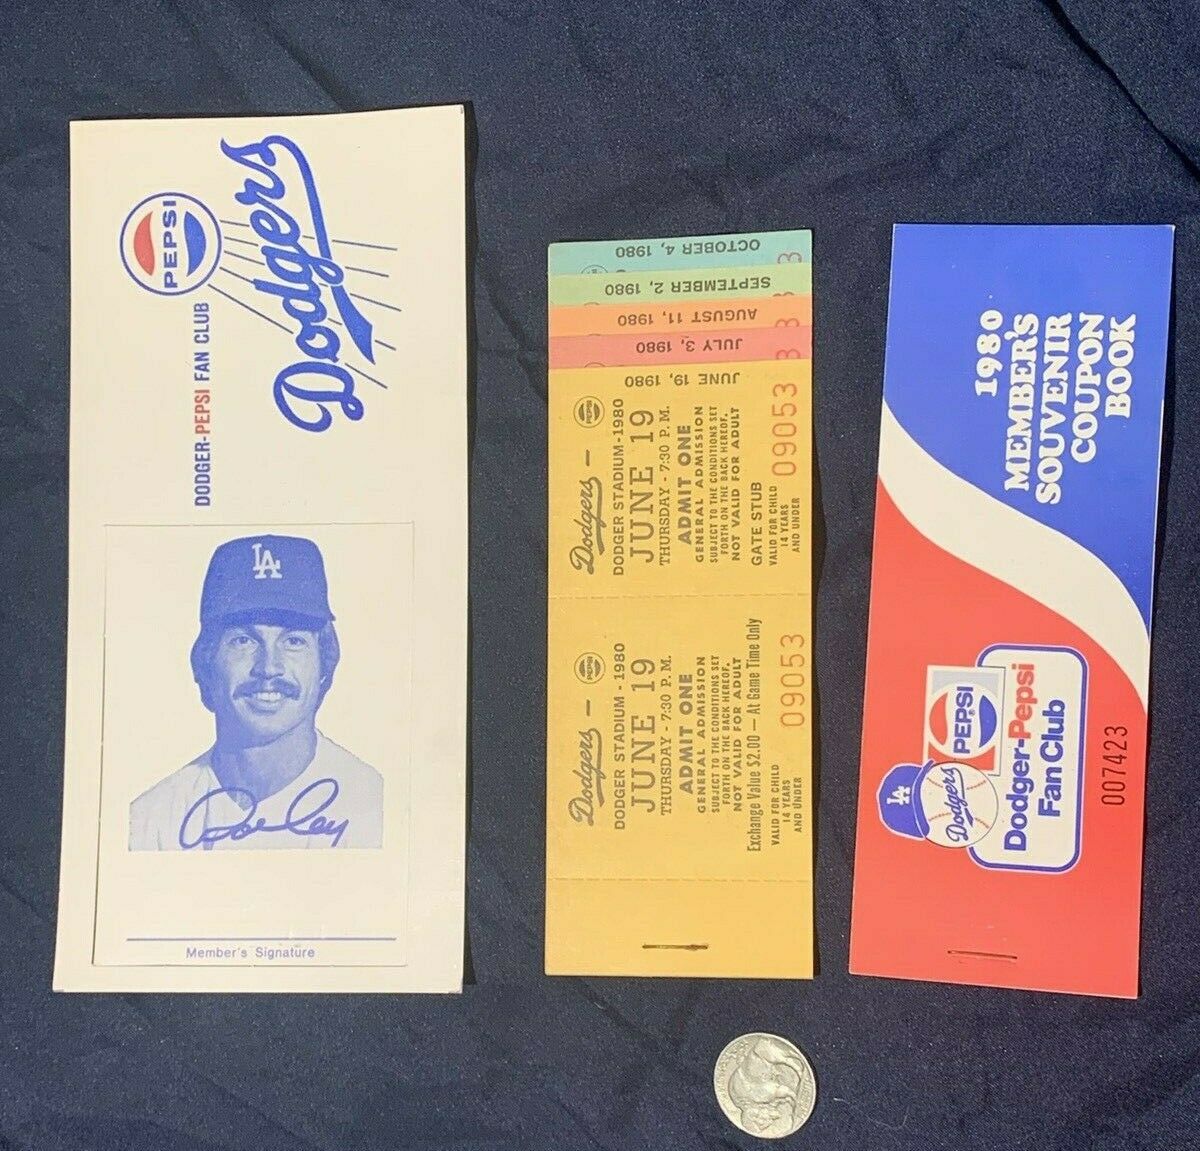 PEPSI
DODGER-PEPSI FAN CLUB
Dodgers
LA
Member's Signature
OCTOBER 4, 1980
SEPTEMBER 2, 1980
AUGUST 11, 1980
JULY 3, 1980
JUNE 19, 1980
PEPSI
Dodgers
DODGER STADIUM-1980
JUNE 19
THURSDAY - 7:30 P. M.
ADMIT ONE
GENERAL ADMISSION
SUBJECT TO THE CONDITIONS SET
FORTH ON THE BACK HEREOF.
NOT VALID FOR ADULT
GATE STUB
VALID FOR CHILD
14 YEARS
AND UNDER
09053
PEPSI
Dodgers
DODGER STADIUM - 1980
JUNE 19
THURSDAY - 7:30 P. M.
ADMIT ONE
GENERAL ADMISSION
SUBJECT TO THE CONDITIONS SET
FORTH ON THE BACK HEREOF.
NOT VALID FOR ADULT
Exchange Value $2.00 — At Game Time Only
VALID FOR CHILD
14 YEARS
AND UNDER
09053
1980
MEMBER'S
SOUVENIR
COUPON
BOOK
PEPSI
LA
Dodgers
Dodger-Pepsi
Fan Club
007423